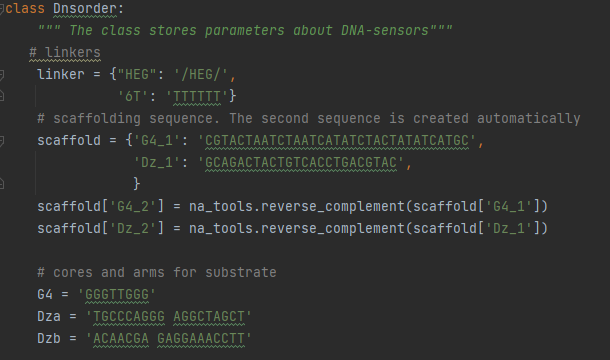 class Dnsorder:
    """ The class stores parameters about DNA-sensors"""
   # linkers
    linker = {"HEG": '/HEG/',
              '6T': 'TTTTTT'}
    # scaffolding sequence. The second sequence is created automatically
    scaffold = {'G4_1': 'CGTACTAATCTAATCATATCTACTATATCATGC',
                'Dz_1': 'GCAGACTACTGTCACCTGACGTAC',
                }
    scaffold['G4_2'] = na_tools.reverse_complement(scaffold['G4_1'])
    scaffold['Dz_2'] = na_tools.reverse_complement(scaffold['Dz_1'])

    # cores and arms for substrate
    G4 = 'GGGTTGGG'
    Dza = 'TGCCCAGGG AGGCTAGCT'
    Dzb = 'ACAACGA GAGGAAACCTT'